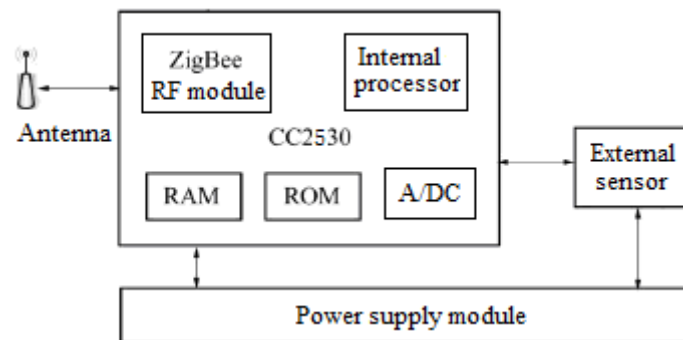 ZigBee
RF module
Internal
processor
Antenna
CC2530
External
sensor
RAM
ROM
A/DC
Power supply module